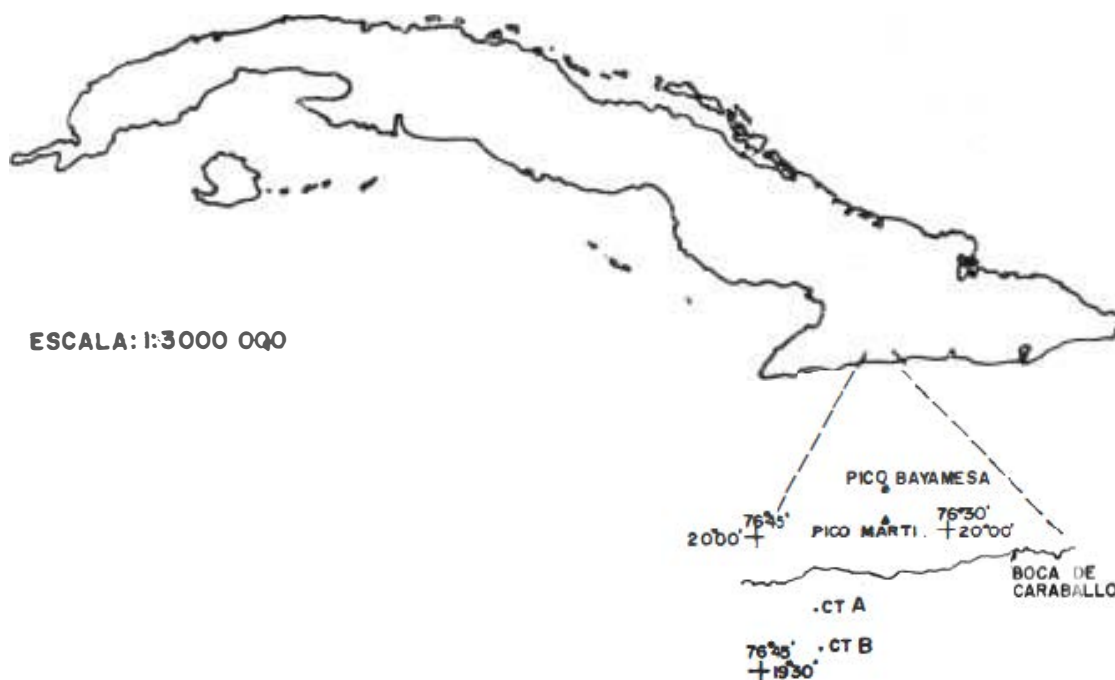 ESCALA: 1:3000 000
PICO BAYAMESA
76°45'
20°00'
PICO MARTI.
76°30'
20°00'
BOCA DE
CARABALLO
.CT A
.CT B
76°45'
19°30'